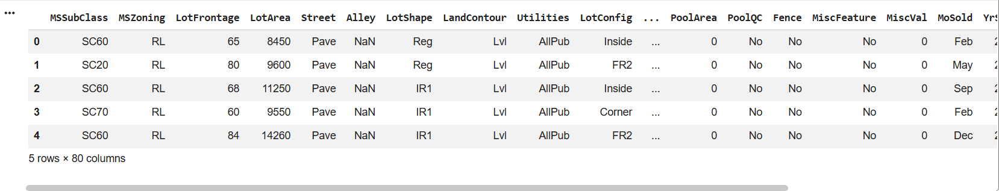 MSSubClass MSZoning LotFrontage LotArea Street Alley LotShape LandContour Utilities LotConfig ... PoolArea PoolQC Fence MiscFeature MiscVal MoSold
0 SC60 RL 65 8450 Pave NaN Reg Lvl AllPub Inside ... 0 No No No 0 Feb
1 SC20 RL 80 9600 Pave NaN Reg Lvl AllPub FR2 ... 0 No No No 0 May
2 SC60 RL 68 11250 Pave NaN IR1 Lvl AllPub Inside ... 0 No No No 0 Sep
3 SC70 RL 60 9550 Pave NaN IR1 Lvl AllPub Corner ... 0 No No No 0 Feb
4 SC60 RL 84 14260 Pave NaN IR1 Lvl AllPub FR2 ... 0 No No No 0 Dec
5 rows × 80 columns